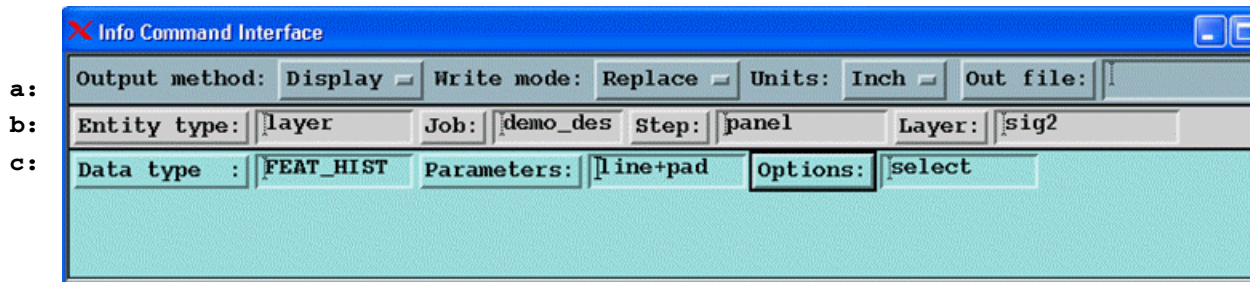 Info Command Interface
a: Output method: Display Write mode: Replace Units: Inch Out file:
b: Entity type: layer Job: demo_des Step: panel Layer: sig2
c: Data type : FEAT_HIST Parameters: line+pad Options: select